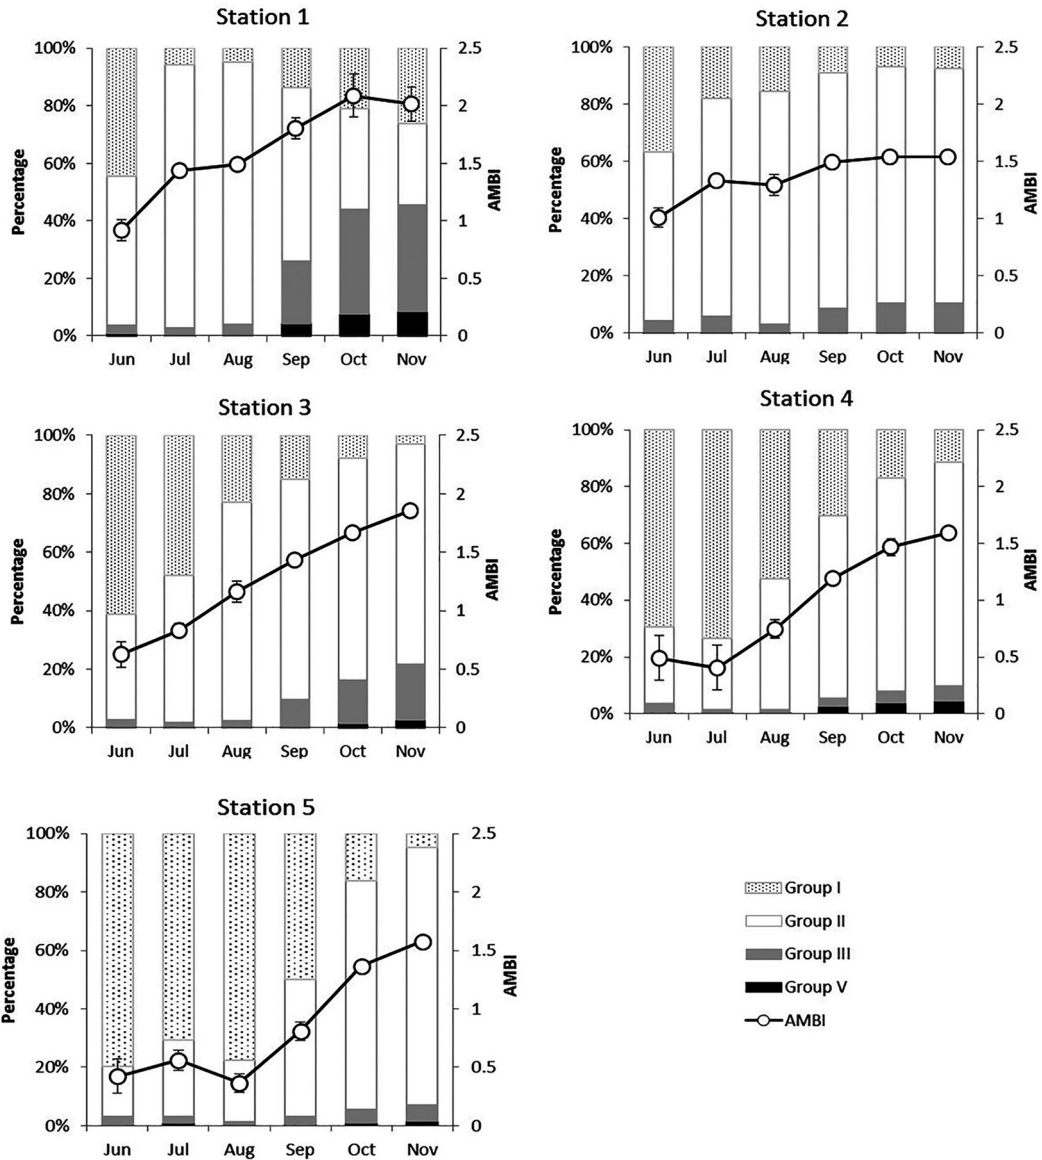 Station 1
100%
80%
60%
40%
20%
0%
Percentage
2.5
2
1.5
1
0.5
0
AMBI
Jun Jul Aug Sep Oct Nov
Station 2
100%
80%
60%
40%
20%
0%
Percentage
2.5
2
1.5
1
0.5
0
AMBI
Jun Jul Aug Sep Oct Nov
Station 3
100%
80%
60%
40%
20%
0%
Percentage
2.5
2
1.5
1
0.5
0
AMBI
Jun Jul Aug Sep Oct Nov
Station 4
100%
80%
60%
40%
20%
0%
Percentage
2.5
2
1.5
1
0.5
0
AMBI
Jun Jul Aug Sep Oct Nov
Station 5
100%
80%
60%
40%
20%
0%
Percentage
2.5
2
1.5
1
0.5
0
AMBI
Jun Jul Aug Sep Oct Nov
Group I
Group II
Group III
Group V
AMBI